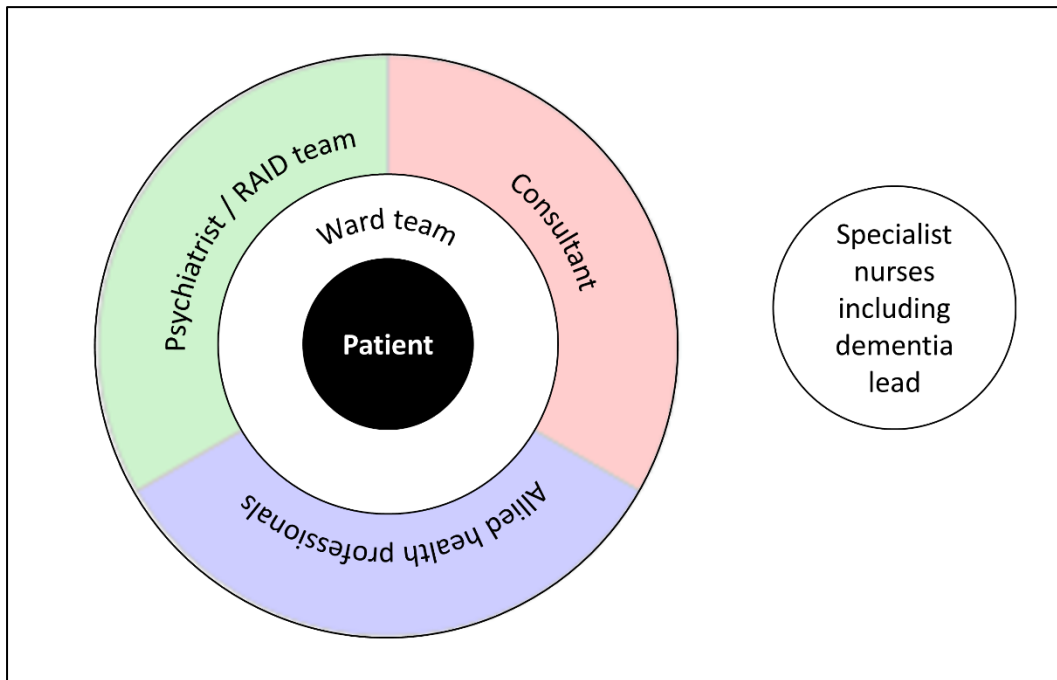 Psychiatrist / RAID team
Consultant
Ward team
Patient
Allied health professionals
Specialist
nurses
including
dementia
lead